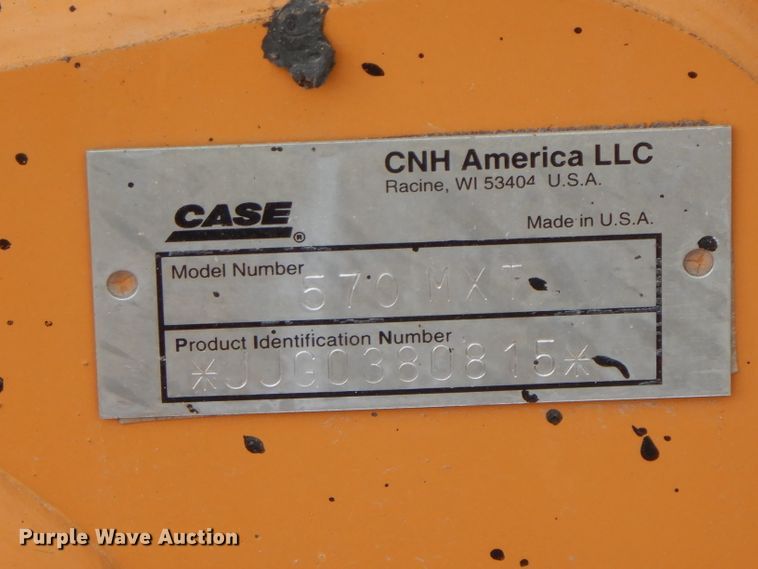 CNH America LLC
Racine, WI 53404 U.S.A.
CASE ®
Made in U.S.A.
Model Number
570 MXT
Product Identification Number
*JJG0380815*
Purple Wave Auction